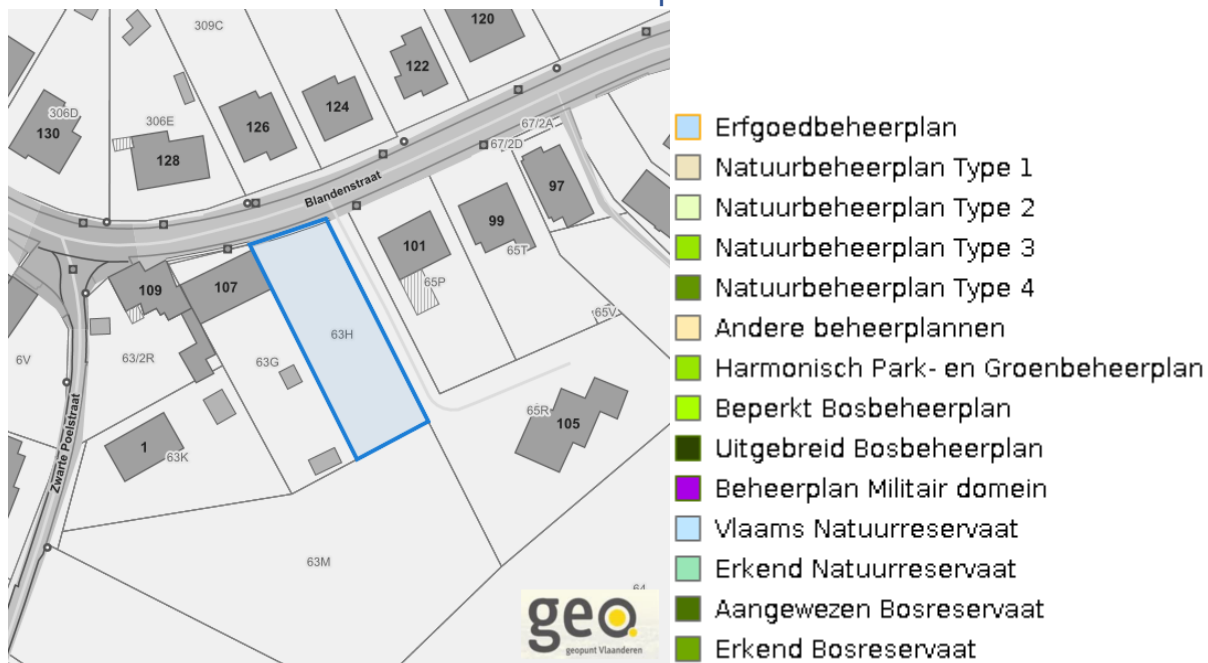 309C
120
122
124
306D
130
306E
126
128
67/2A
67/2D
Blandenstraat
97
99
101
65T
65P
109
107
65V
6V
63/2R
63G
63H
65R
105
1
63K
Zwarte Poelstraat
63M
64
geo.
geopunt Vlaanderen
Erfgoedbeheerplan
Natuurbeheerplan Type 1
Natuurbeheerplan Type 2
Natuurbeheerplan Type 3
Natuurbeheerplan Type 4
Andere beheerplannen
Harmonisch Park- en Groenbeheerplan
Beperkt Bosbeheerplan
Uitgebreid Bosbeheerplan
Beheerplan Militair domein
Vlaams Natuurreservaat
Erkend Natuurreservaat
Aangewezen Bosreservaat
Erkend Bosreservaat